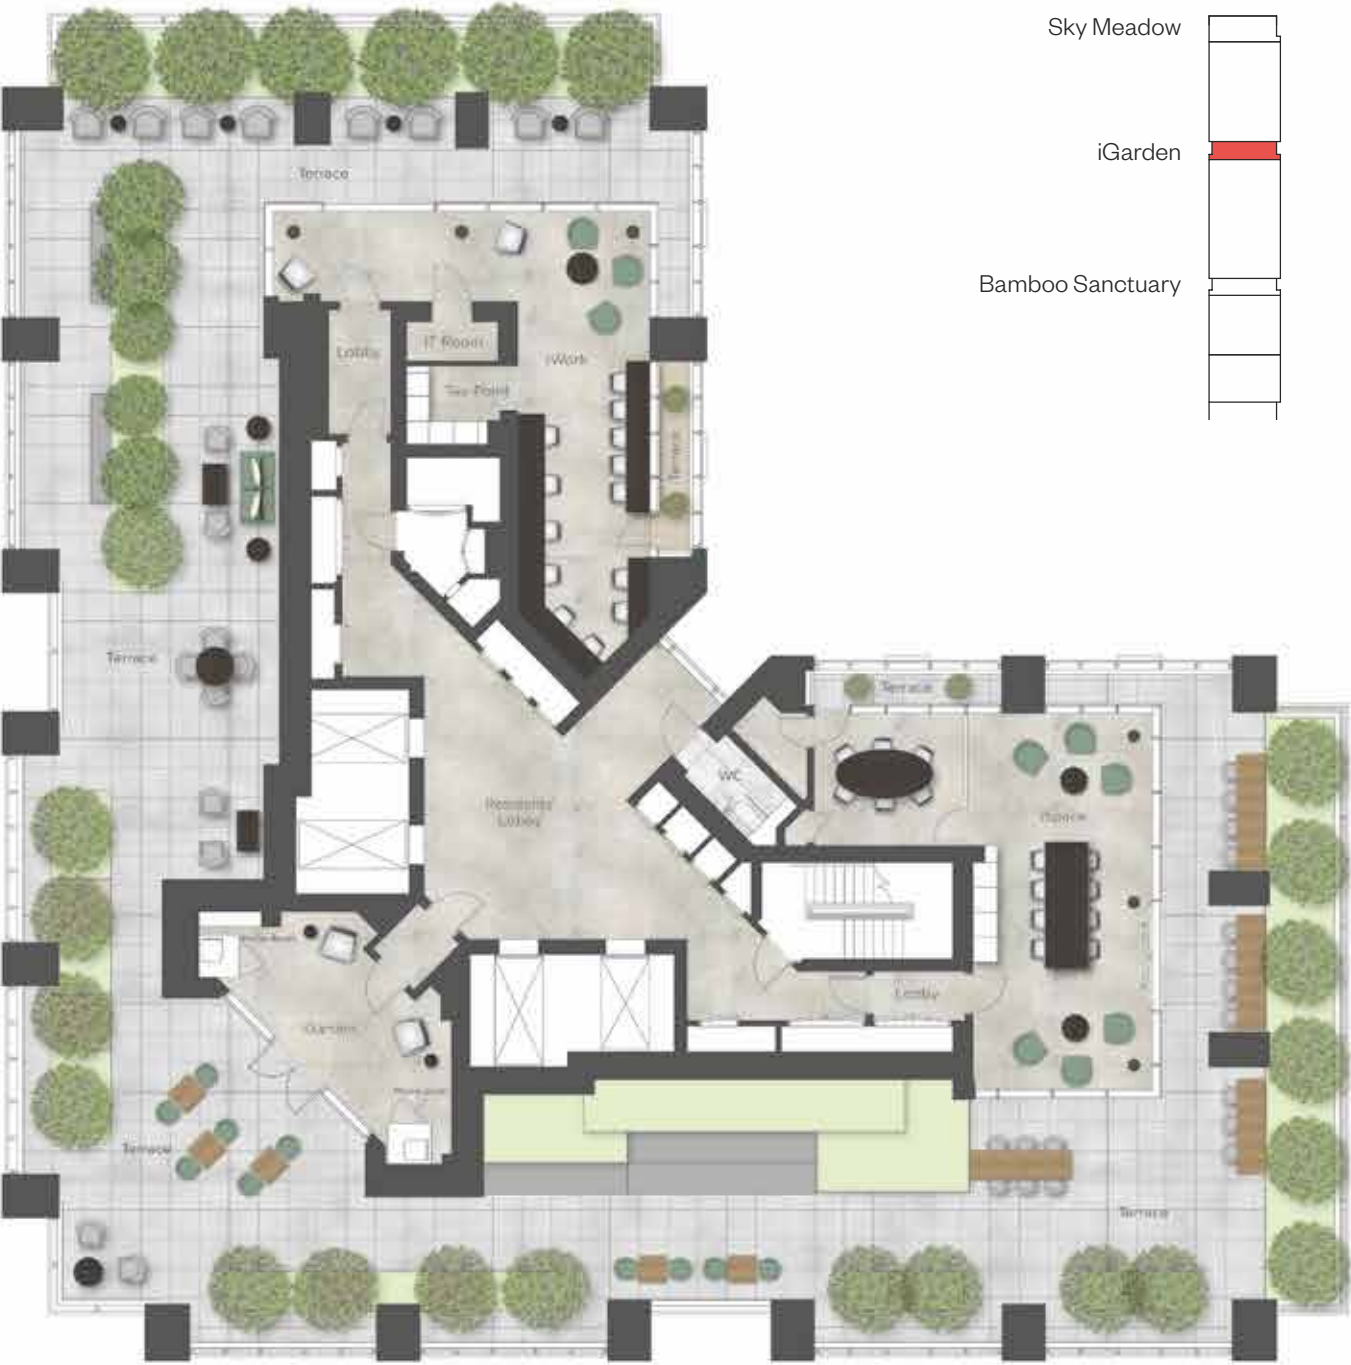 Sky Meadow
iGarden
Bamboo Sanctuary
Terrace
Lobby
IT Room
iWork
Tea Point
Terrace
Terrace
Terrace
WC
Residents'
Lobby
iSpace
Lobby
Terrace
Terrace